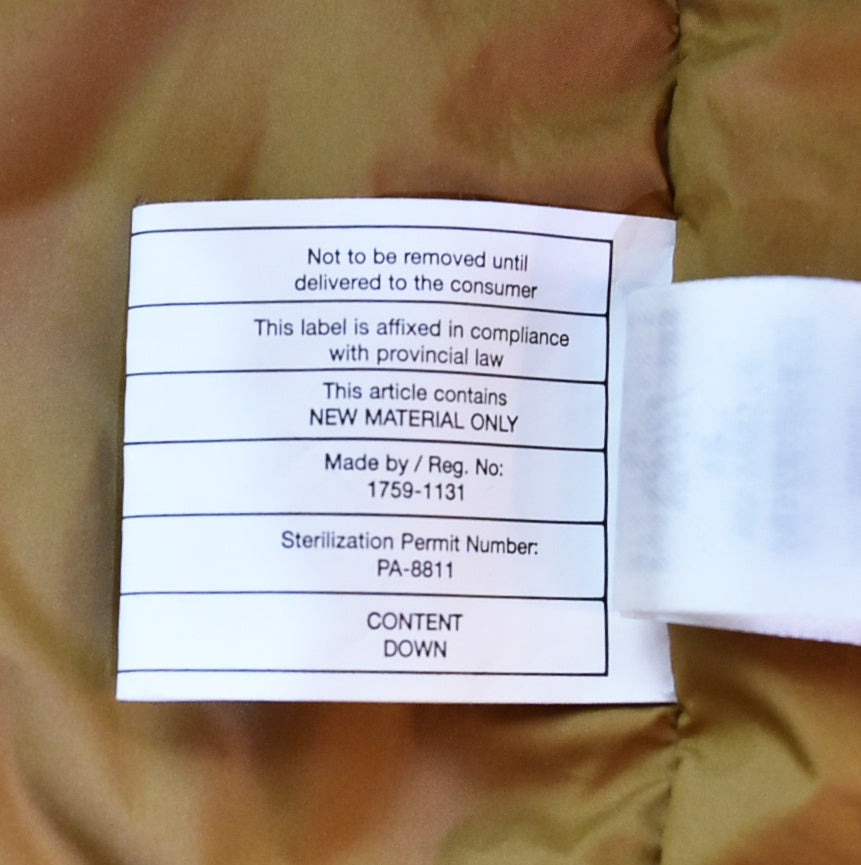 Not to be removed until
delivered to the consumer
This label is affixed in compliance
with provincial law
This article contains
NEW MATERIAL ONLY
Made by / Reg. No:
1759-1131
Sterilization Permit Number:
PA-8811
CONTENT
DOWN